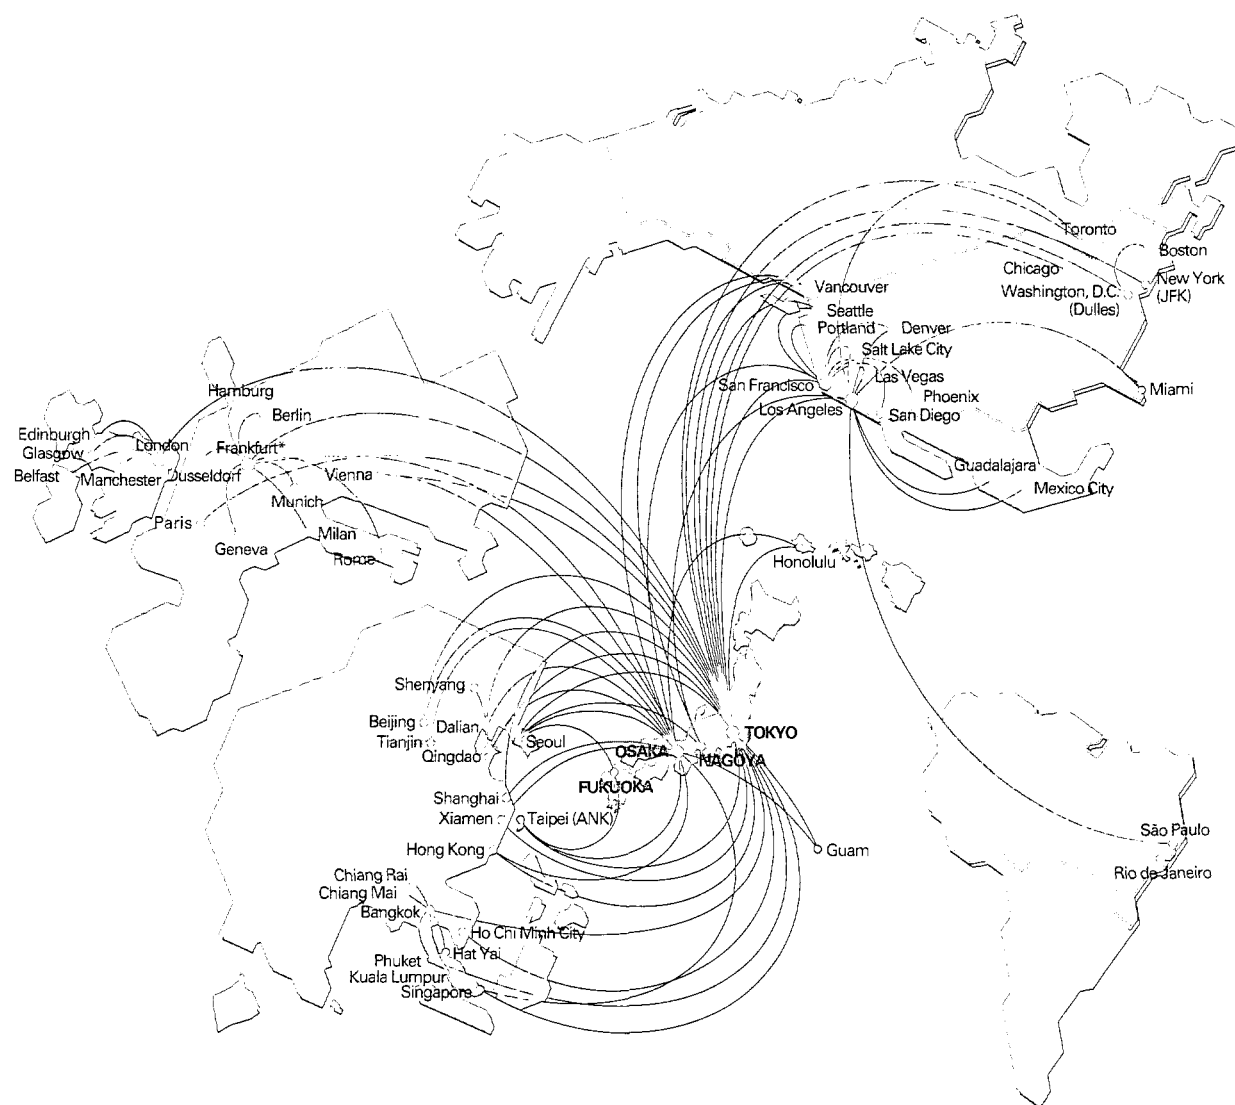 Toronto
Boston
Chicago
New York
(JFK)
Washington, D.C.
(Dulles)
Vancouver
Seattle
Portland
Denver
Salt Lake City
Las Vegas
San Francisco
Phoenix
Miami
Los Angeles
San Diego
Guadalajara
Mexico City
Honolulu
Hamburg
Berlin
Edinburgh
London
Frankfurt*
Glasgow
Belfast
Manchester
Dusseldorf
Vienna
Munich
Paris
Milan
Geneva
Rome
Shenyang
Beijing
Dalian
Tianjin
Seoul
Qingdao
TOKYO
OSAKA
NAGOYA
FUKUOKA
Shanghai
Xiamen
Taipei (ANK)
Hong Kong
Guam
São Paulo
Rio de Janeiro
Chiang Rai
Chiang Mai
Bangkok
Ho Chi Minh City
Hat Yai
Phuket
Kuala Lumpur
Singapore